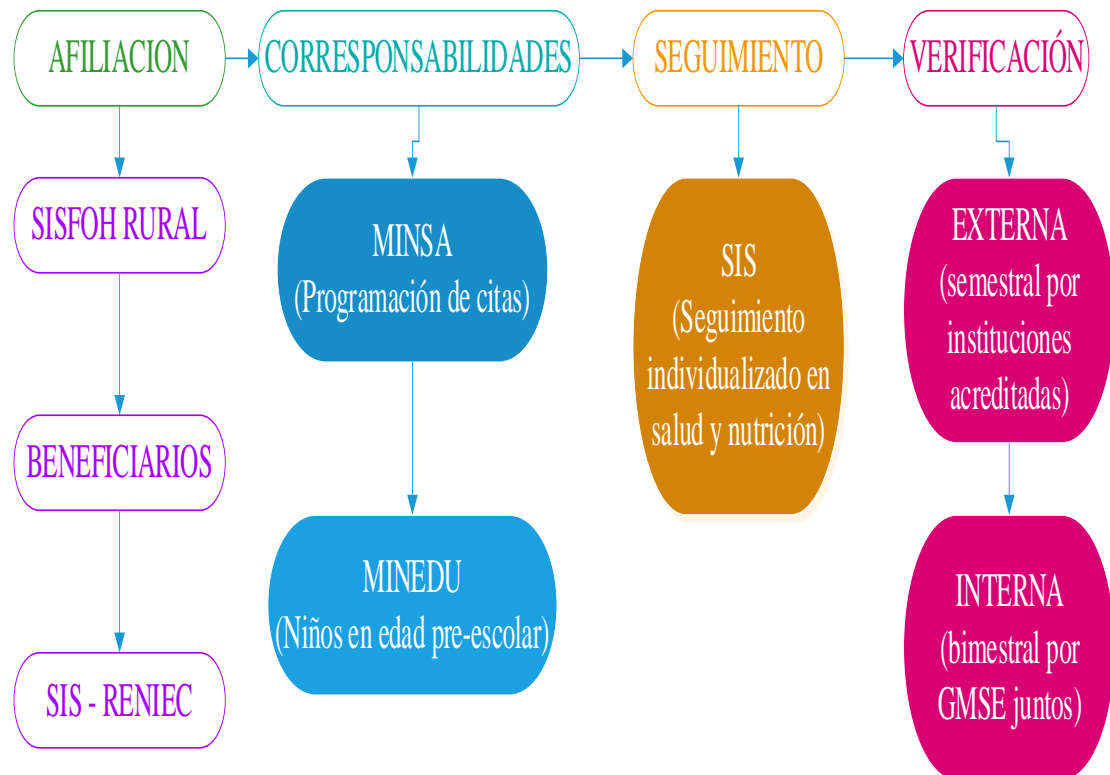 AFILIACION
CORRESPONSABILIDADES
SEGUIMIENTO
VERIFICACIÓN
SISFOH RURAL
BENEFICIARIOS
SIS - RENIEC
MINSA
(Programación de citas)
MINEDU
(Niños en edad pre-escolar)
SIS
(Seguimiento
individualizado en
salud y nutrición)
EXTERNA
(semestral por
instituciones
acreditadas)
INTERNA
(bimestral por
GMSE juntos)